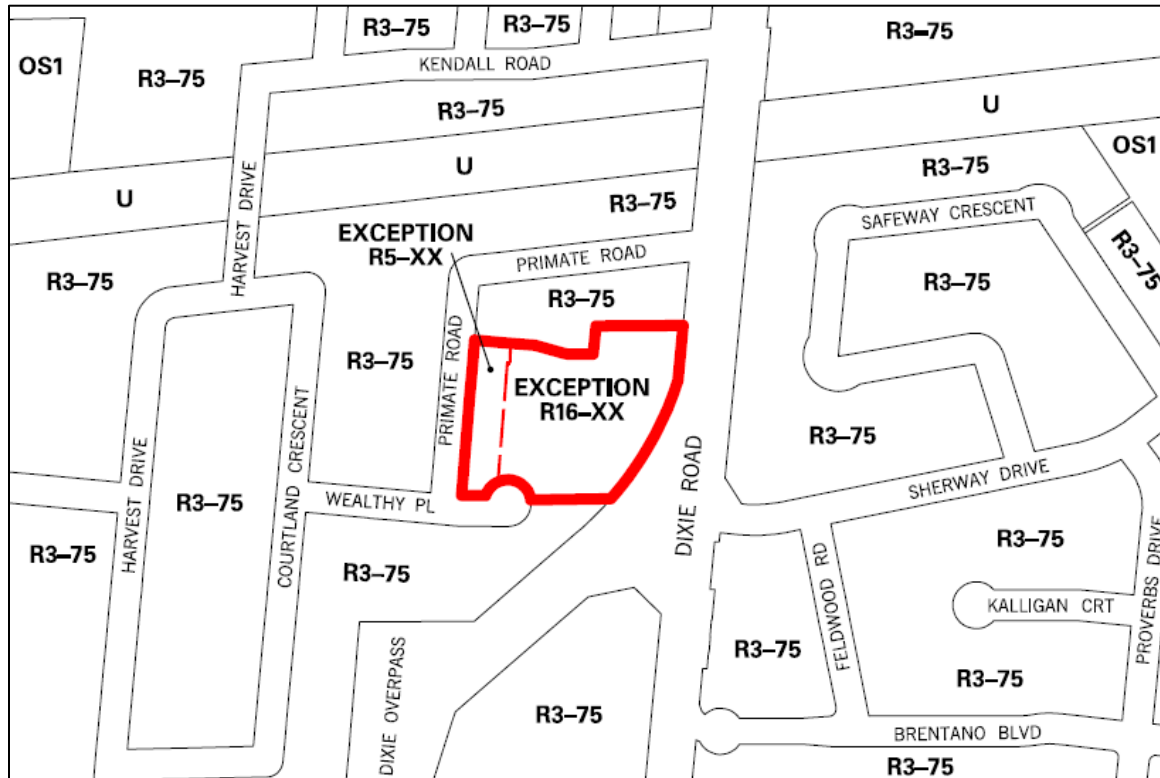 R3–75
R3–75
R3–75
OS1
R3–75
KENDALL ROAD
R3–75
U
OS1
U
R3–75
U
HARVEST DRIVE
R3–75
SAFEWAY CRESCENT
EXCEPTION
R5–XX
PRIMATE ROAD
R3–75
R3–75
R3–75
R3–75
R3–75
PRIMATE ROAD
EXCEPTION
R16–XX
R3–75
DIXIE ROAD
SHERWAY DRIVE
HARVEST DRIVE
R3–75
COURTLAND CRESCENT
WEALTHY PL
R3–75
R3–75
R3–75
FELDWOOD RD
KALLIGAN CRT
PROVERBS DRIVE
R3–75
R3–75
DIXIE OVERPASS
R3–75
BRENTANO BLVD
R3–75